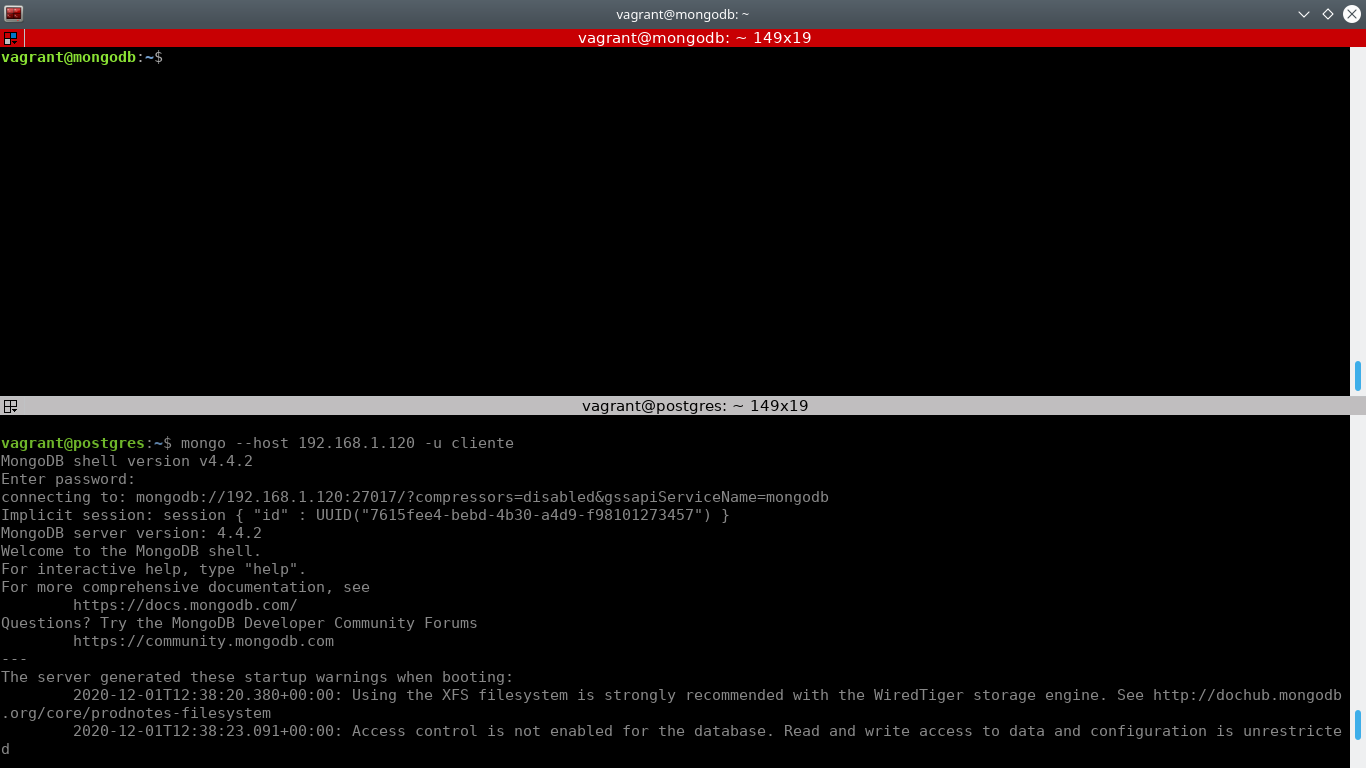 vagrant@mongodb: ~
vagrant@mongodb: ~ 149x19
vagrant@mongodb:~$
vagrant@postgres: ~ 149x19
vagrant@postgres:~$ mongo --host 192.168.1.120 -u cliente
MongoDB shell version v4.4.2
Enter password:
connecting to: mongodb://192.168.1.120:27017/?compressors=disabled&gssapiServiceName=mongodb
Implicit session: session { "id" : UUID("7615fee4-bebd-4b30-a4d9-f98101273457") }
MongoDB server version: 4.4.2
Welcome to the MongoDB shell.
For interactive help, type "help".
For more comprehensive documentation, see
        https://docs.mongodb.com/
Questions? Try the MongoDB Developer Community Forums
        https://community.mongodb.com
---
The server generated these startup warnings when booting:
        2020-12-01T12:38:20.380+00:00: Using the XFS filesystem is strongly recommended with the WiredTiger storage engine. See http://dochub.mongodb
.org/core/prodnotes-filesystem
        2020-12-01T12:38:23.091+00:00: Access control is not enabled for the database. Read and write access to data and configuration is unrestricte
d